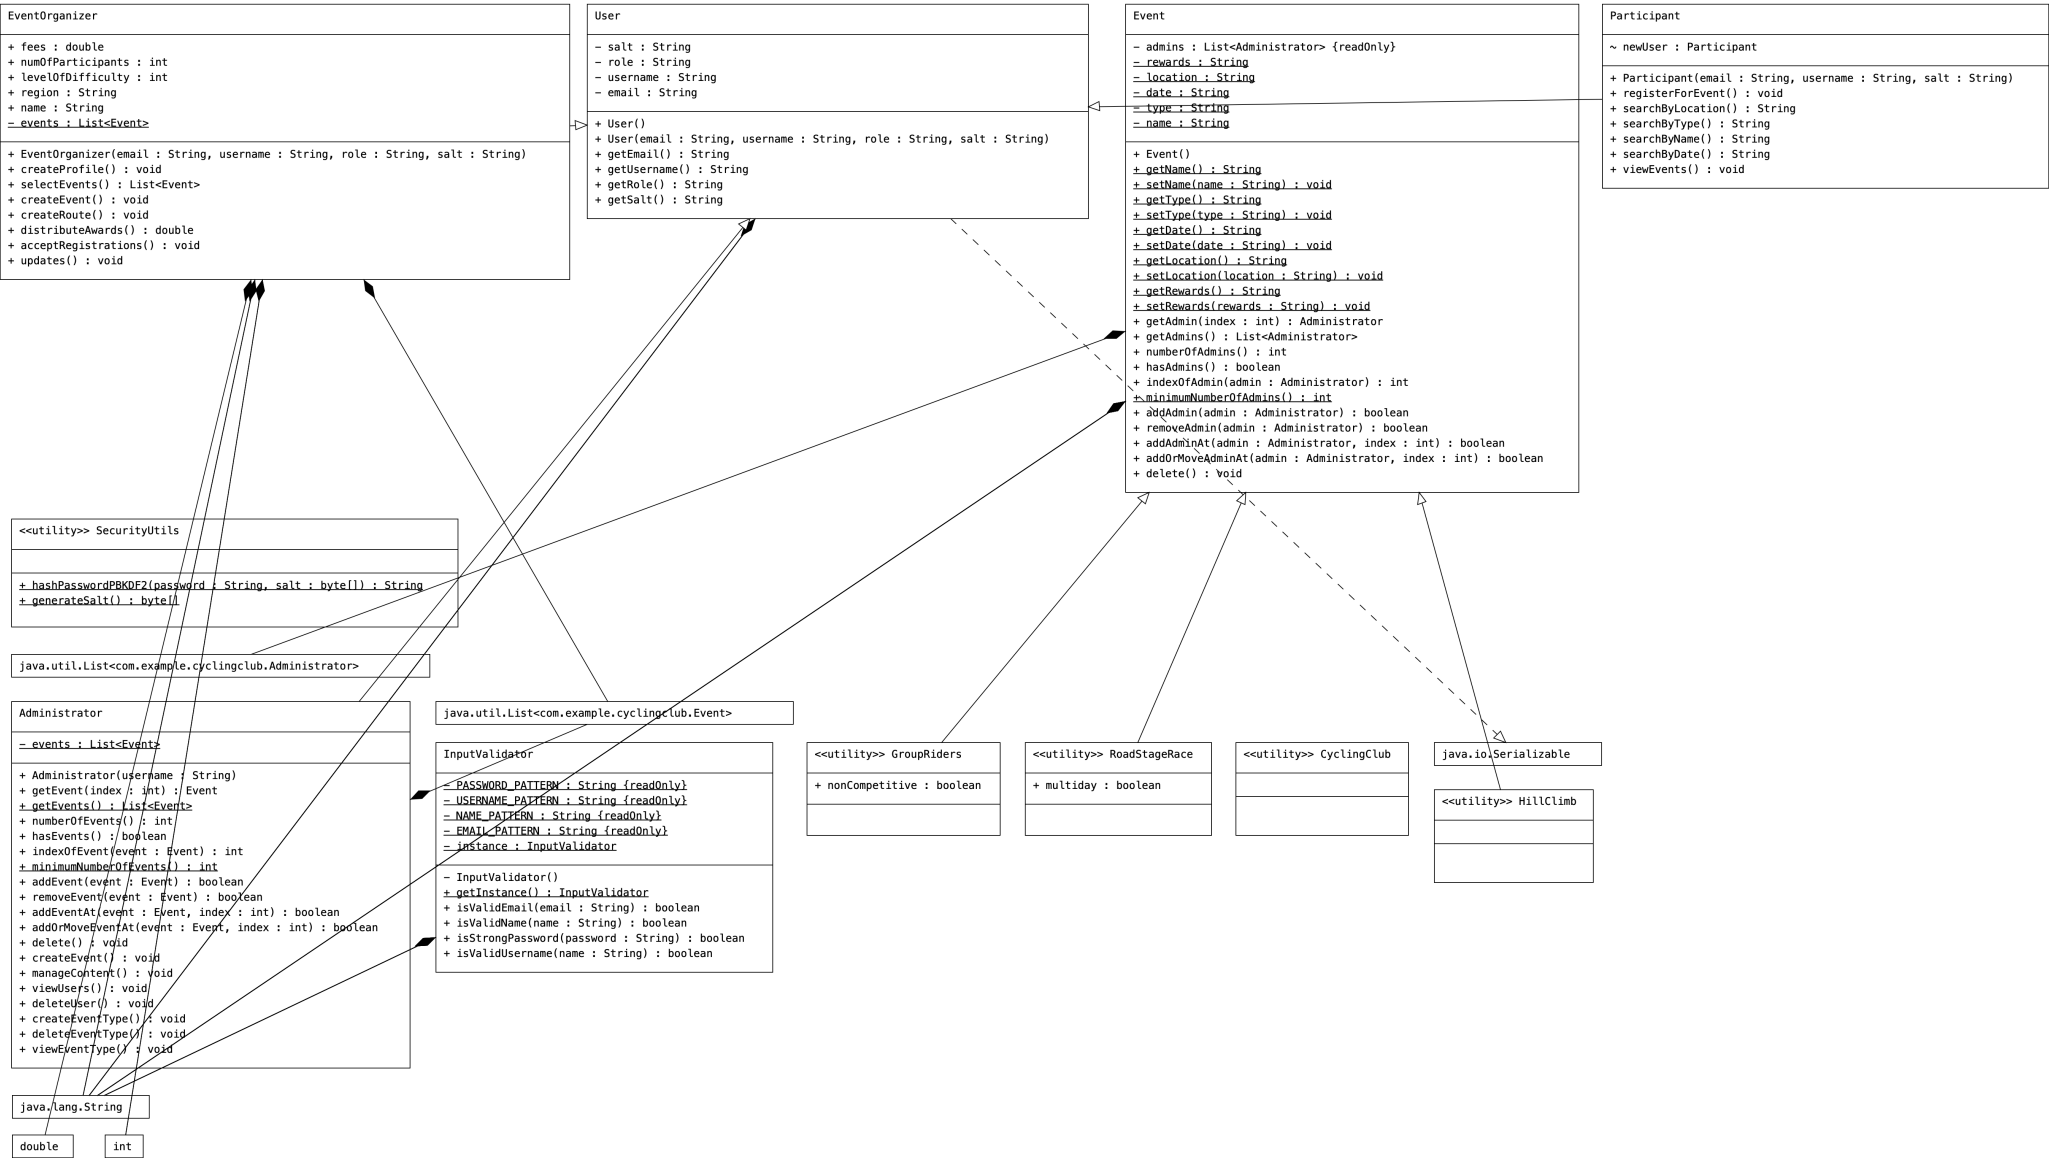 EventOrganizer
+ fees : double
+ numOfParticipants : int
+ levelOfDifficulty : int
+ region : String
+ name : String
- events : List<Event>
+ EventOrganizer(email : String, username : String, role : String, salt : String)
+ createProfile() : void
+ selectEvents() : List<Event>
+ createEvent() : void
+ createRoute() : void
+ distributeAwards() : double
+ acceptRegistrations() : void
+ updates() : void
User
- salt : String
- role : String
- username : String
- email : String
+ User()
+ User(email : String, username : String, role : String, salt : String)
+ getEmail() : String
+ getUsername() : String
+ getRole() : String
+ getSalt() : String
Event
- admins : List<Administrator> {readOnly}
- rewards : String
- location : String
- date : String
- type : String
- name : String
+ Event()
+ getName() : String
+ setName(name : String) : void
+ getType() : String
+ setType(type : String) : void
+ getDate() : String
+ setDate(date : String) : void
+ getLocation() : String
+ setLocation(location : String) : void
+ getRewards() : String
+ setRewards(rewards : String) : void
+ getAdmin(index : int) : Administrator
+ getAdmins() : List<Administrator>
+ numberOfAdmins() : int
+ hasAdmins() : boolean
+ indexOfAdmin(admin : Administrator) : int
+ minimumNumberOfAdmins() : int
+ addAdmin(admin : Administrator) : boolean
+ removeAdmin(admin : Administrator) : boolean
+ addAdminAt(admin : Administrator, index : int) : boolean
+ addOrMoveAdminAt(admin : Administrator, index : int) : boolean
+ delete() : void
Participant
~ newUser : Participant
+ Participant(email : String, username : String, salt : String)
+ registerForEvent() : void
+ searchByLocation() : String
+ searchByType() : String
+ searchByName() : String
+ searchByDate() : String
+ viewEvents() : void
<<utility>> SecurityUtils
+ hashPasswordPBKDF2(password : String, salt : byte[]) : String
+ generateSalt() : byte[]
java.util.List<com.example.cyclingclub.Administrator>
Administrator
- events : List<Event>
+ Administrator(username : String)
+ getEvent(index : int) : Event
+ getEvents() : List<Event>
+ numberOfEvents() : int
+ hasEvents() : boolean
+ indexOfEvent(event : Event) : int
+ minimumNumberOfEvents() : int
+ addEvent(event : Event) : boolean
+ removeEvent(event : Event) : boolean
+ addEventAt(event : Event, index : int) : boolean
+ addOrMoveEventAt(event : Event, index : int) : boolean
+ delete() : void
+ createEvent() : void
+ manageContent() : void
+ viewUsers() : void
+ deleteUser() : void
+ createEventType() : void
+ deleteEventType() : void
+ viewEventType() : void
java.util.List<com.example.cyclingclub.Event>
InputValidator
- PASSWORD_PATTERN : String {readOnly}
- USERNAME_PATTERN : String {readOnly}
- NAME_PATTERN : String {readOnly}
- EMAIL_PATTERN : String {readOnly}
- instance : InputValidator
- InputValidator()
+ getInstance() : InputValidator
+ isValidEmail(email : String) : boolean
+ isValidName(name : String) : boolean
+ isStrongPassword(password : String) : boolean
+ isValidUsername(name : String) : boolean
<<utility>> GroupRiders
+ nonCompetitive : boolean
<<utility>> RoadStageRace
+ multiday : boolean
<<utility>> CyclingClub
java.io.Serializable
<<utility>> HillClimb
java.lang.String
double
int